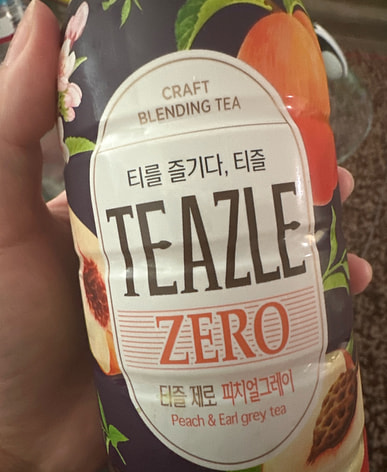 CRAFT
BLENDING TEA
티를 즐기다, 티즐
TEAZLE
ZERO
티즐 제로 피치얼그레이
Peach & Earl grey tea